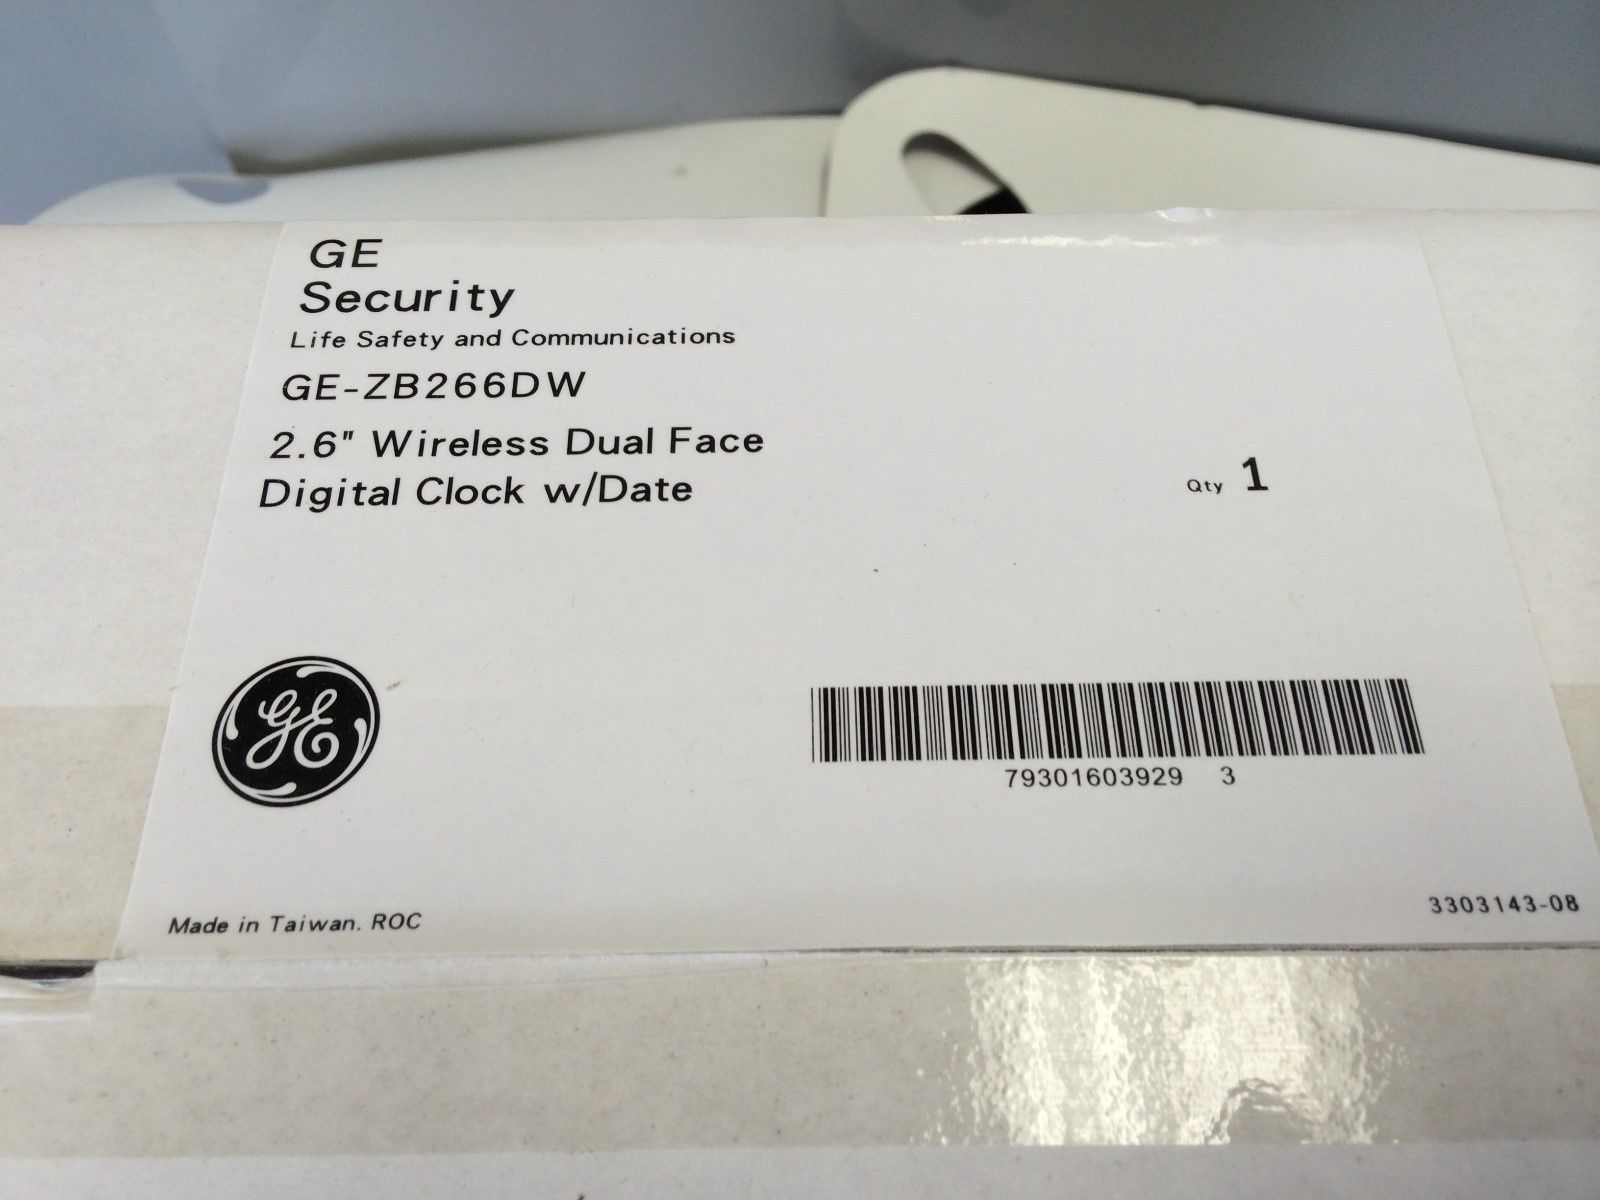 GE
Security
Life Safety and Communications
GE-ZB266DW
2.6" Wireless Dual Face
Digital Clock w/Date
Qty 1
GE
79301603929 3
Made in Taiwan. ROC
3303143-08